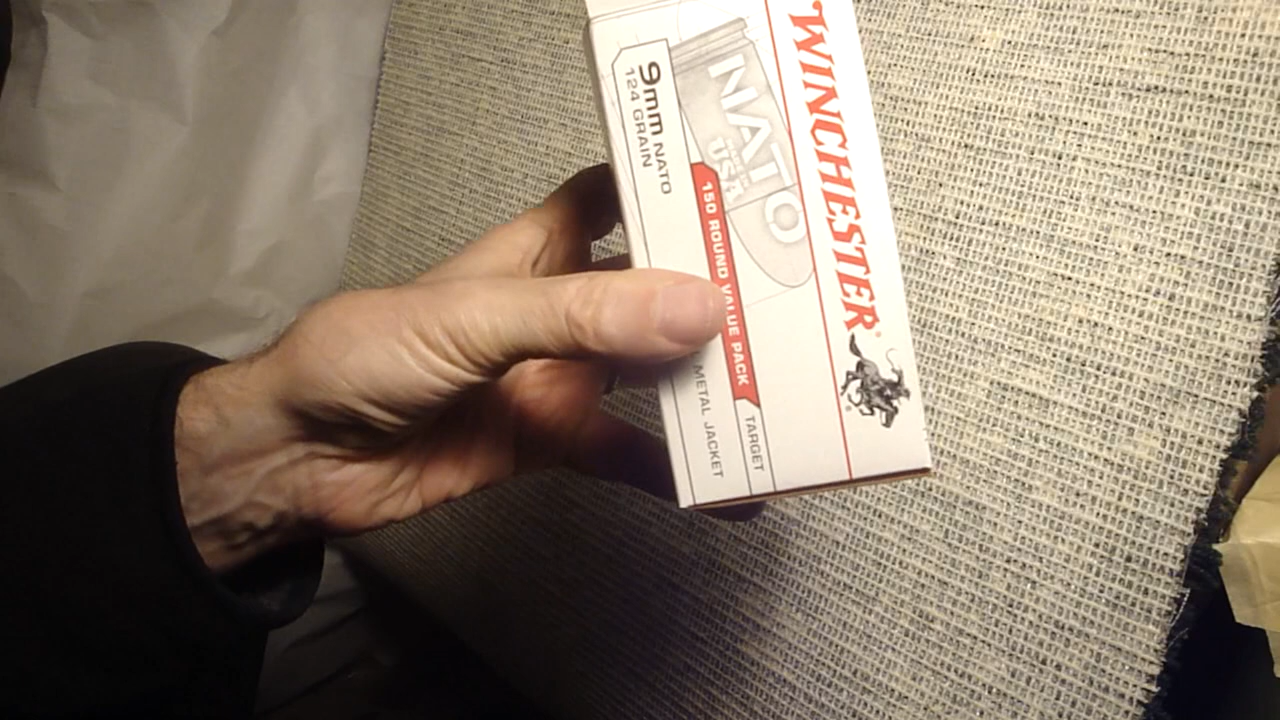 WINCHESTER
NATO
USA
9mm NATO
124 GRAIN
150 ROUND VALUE PACK
TARGET
METAL JACKET